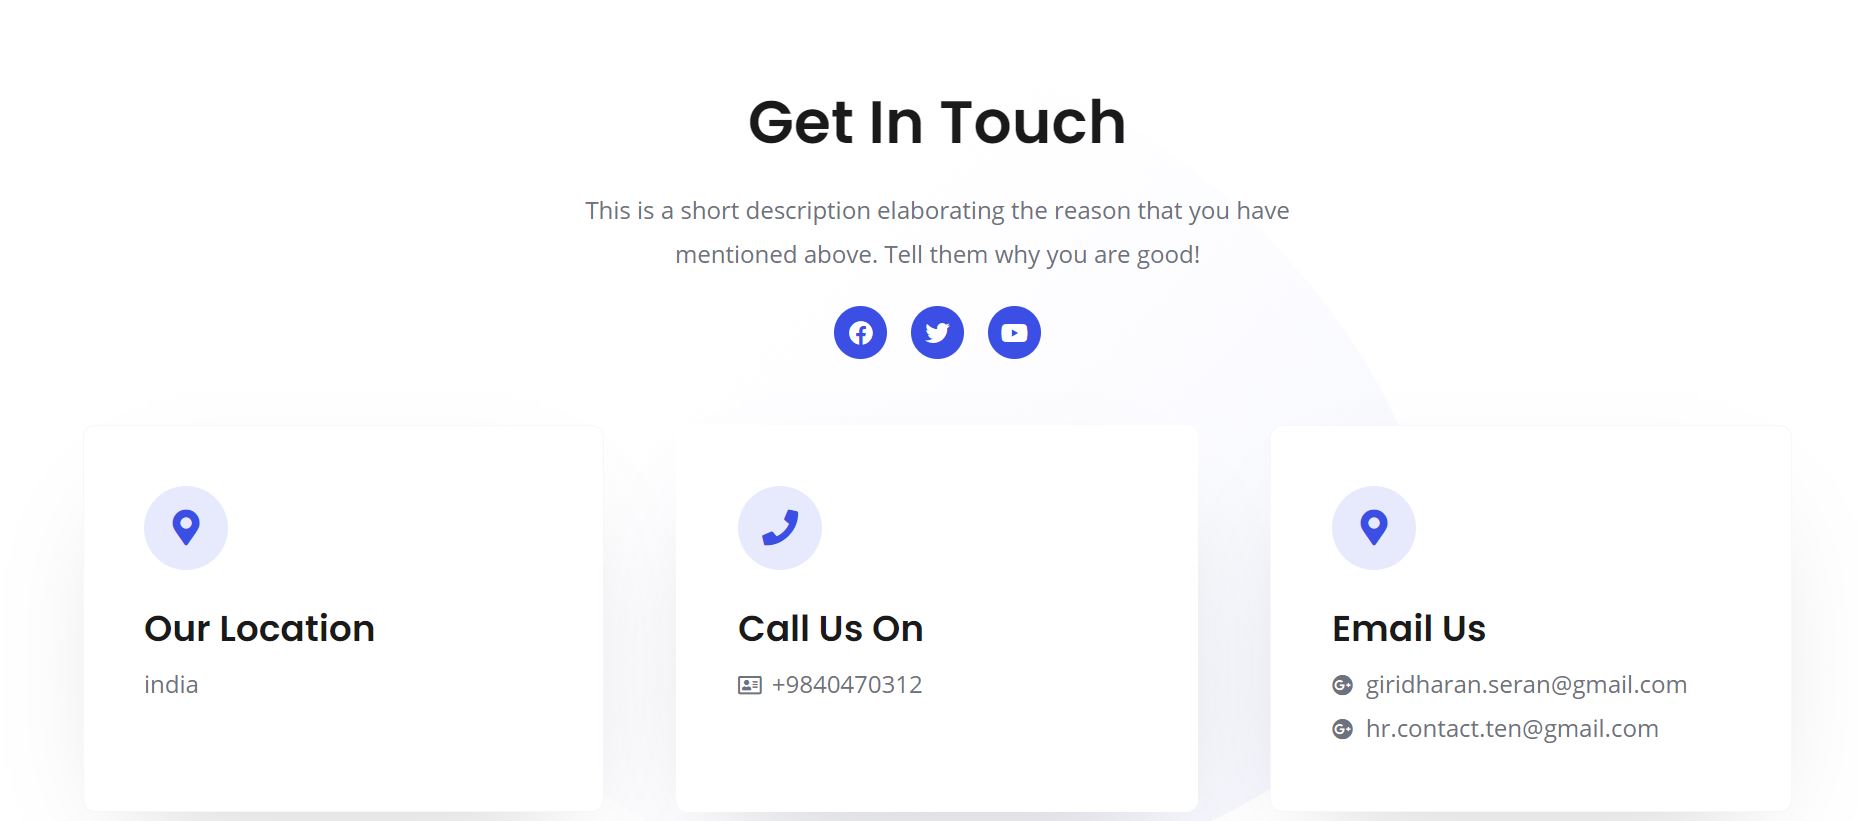 Get In Touch
This is a short description elaborating the reason that you have
mentioned above. Tell them why you are good!
Our Location
india
Call Us On
+9840470312
Email Us
giridharan.seran@gmail.com
hr.contact.ten@gmail.com